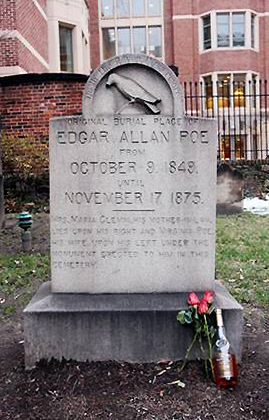 ORIGINAL BURIAL PLACE OF
EDGAR ALLAN POE
FROM
OCTOBER 9, 1849,
UNTIL
NOVEMBER 17, 1875.
MRS. MARIA CLEMM, HIS MOTHER-IN-LAW,
LIES UPON HIS RIGHT AND VIRGINIA POE,
HIS WIFE, UPON HIS LEFT, UNDER THE
MONUMENT ERECTED TO HIM IN THIS
CEMETERY.